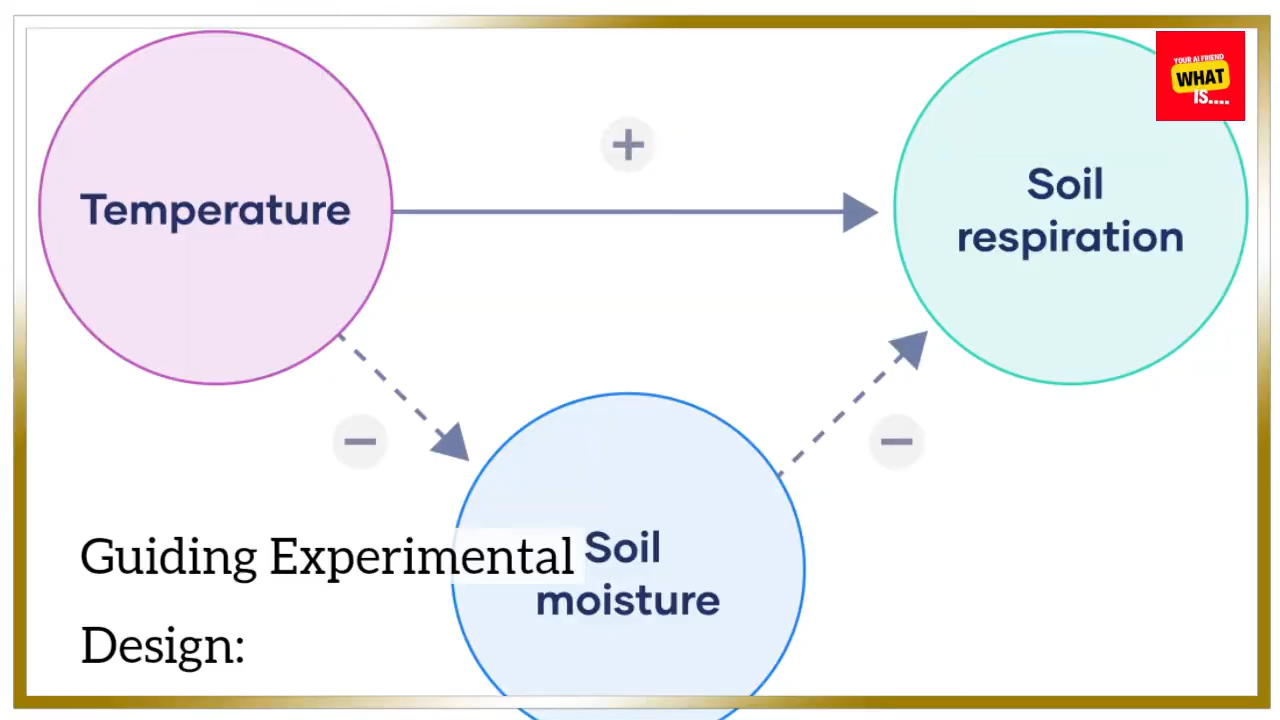 YOUR AI FRIEND
WHAT
IS....
Temperature
+
Soil
respiration
−
−
Soil
moisture
Guiding Experimental
Design: